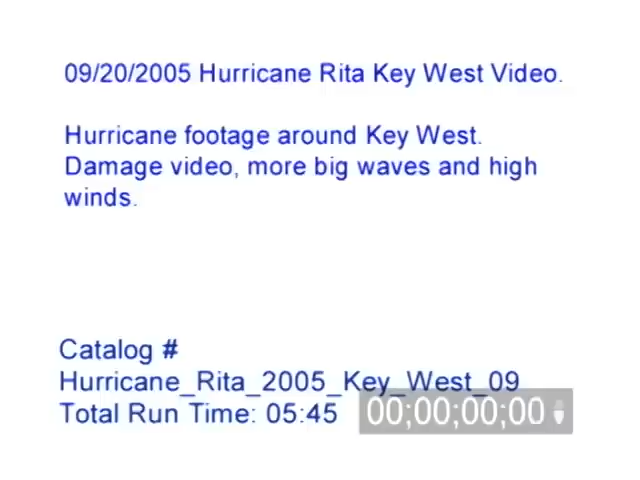 09/20/2005 Hurricane Rita Key West Video.
Hurricane footage around Key West.
Damage video, more big waves and high
winds.
Catalog #
Hurricane_Rita_2005_Key_West_09
Total Run Time: 05:45 00;00;00;00